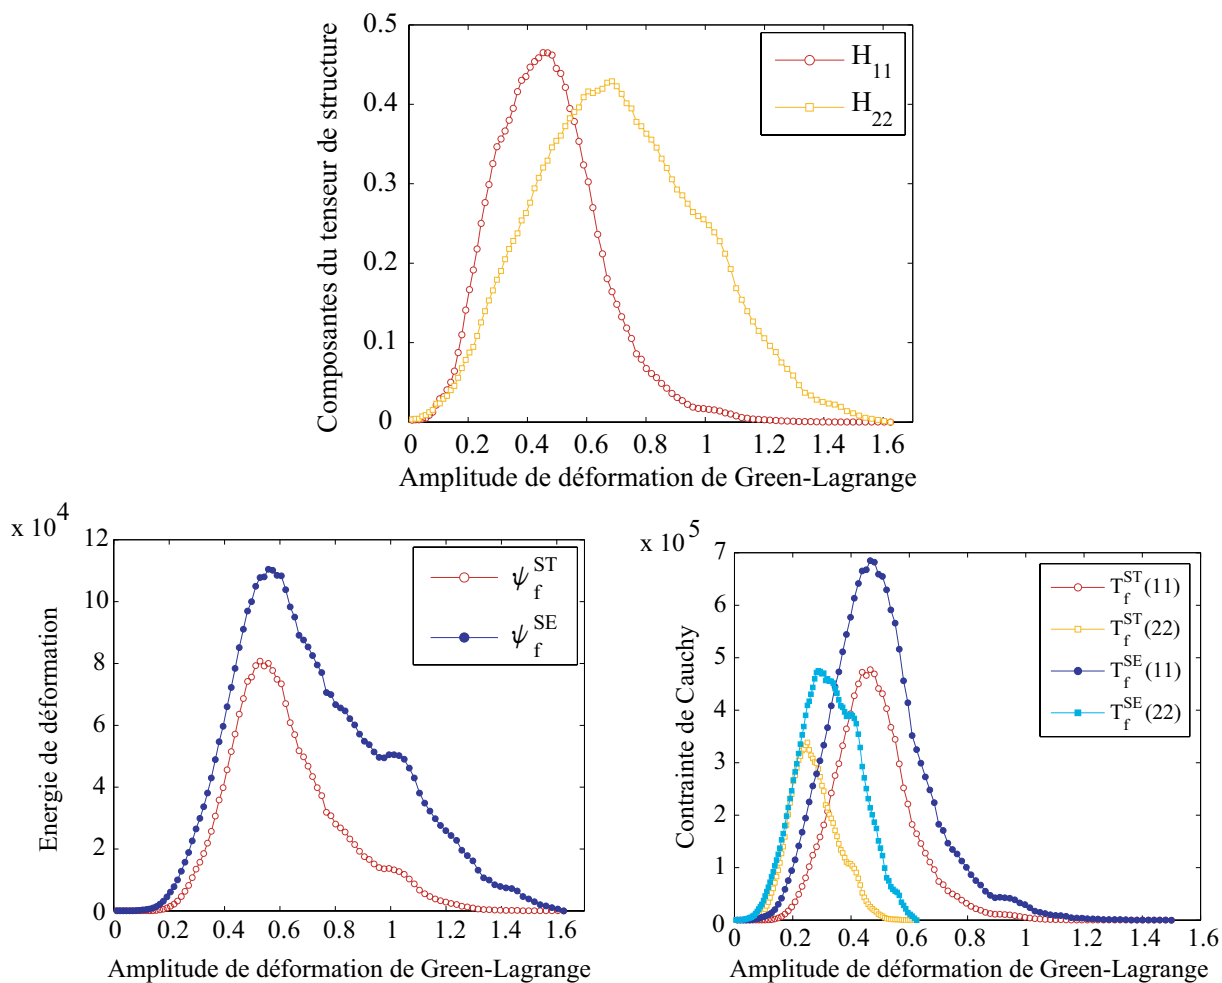 Composantes du tenseur de structure
0.5
0.4
0.3
0.2
0.1
0
H11
H22
0 0.2 0.4 0.6 0.8 1 1.2 1.4 1.6
Amplitude de déformation de Green-Lagrange
x 10^4
Energie de déformation
12
10
8
6
4
2
0
ψ_f^ST
ψ_f^SE
0 0.2 0.4 0.6 0.8 1 1.2 1.4 1.6
Amplitude de déformation de Green-Lagrange
x 10^5
Contrainte de Cauchy
7
6
5
4
3
2
1
0
T_f^ST(11)
T_f^ST(22)
T_f^SE(11)
T_f^SE(22)
0 0.2 0.4 0.6 0.8 1 1.2 1.4 1.6
Amplitude de déformation de Green-Lagrange